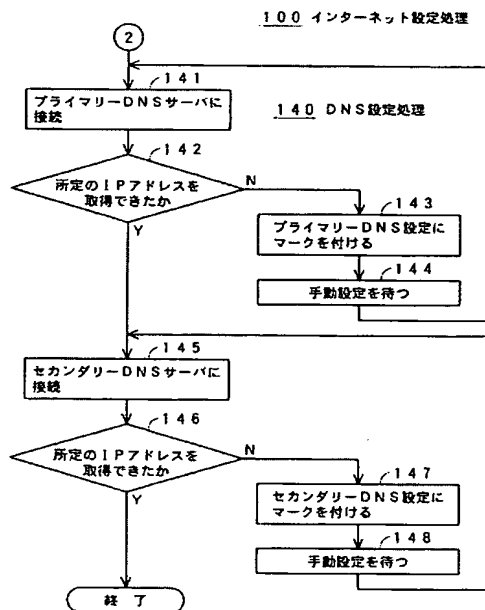 100 インターネット設定処理
2
141
プライマリーDNSサーバに
接続
140 DNS設定処理
142
所定のIPアドレスを
取得できたか
N
Y
143
プライマリーDNS設定に
マークを付ける
144
手動設定を待つ
145
セカンダリーDNSサーバに
接続
146
所定のIPアドレスを
取得できたか
N
Y
147
セカンダリーDNS設定に
マークを付ける
148
手動設定を待つ
終了